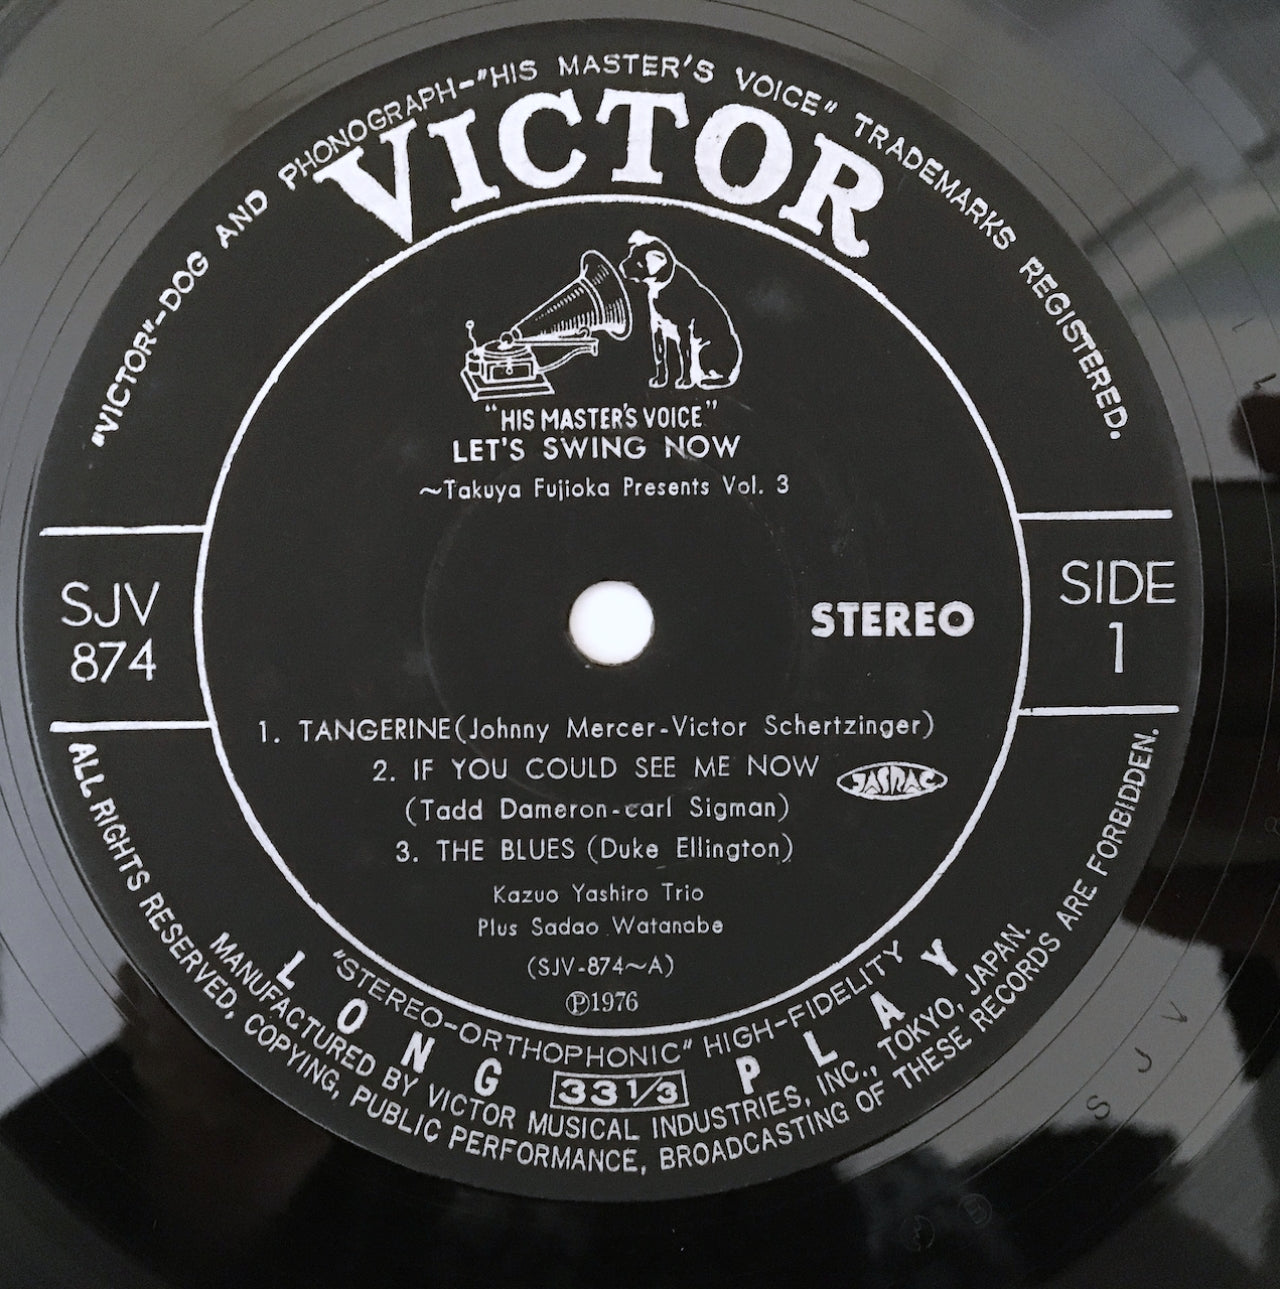 "VICTOR"-DOG AND PHONOGRAPH-"HIS MASTER'S VOICE" TRADEMARKS REGISTERED.
VICTOR
"HIS MASTER'S VOICE"
LET'S SWING NOW
~Takuya Fujioka Presents Vol. 3
SJV
874
STEREO
SIDE
1
1. TANGERINE(Johnny Mercer-Victor Schertzinger)
2. IF YOU COULD SEE ME NOW
JASRAC
(Tadd Dameron-carl Sigman)
3. THE BLUES (Duke Ellington)
Kazuo Yashiro Trio
Plus Sadao Watanabe
(SJV-874~A)
Ⓟ1976
"STEREO-ORTHOPHONIC" HIGH-FIDELITY
LONG 33 1/3 PLAY
MANUFACTURED BY VICTOR MUSICAL INDUSTRIES, INC., TOKYO, JAPAN.
ALL RIGHTS RESERVED, COPYING, PUBLIC PERFORMANCE, BROADCASTING OF THESE RECORDS ARE FORBIDDEN.
S J V